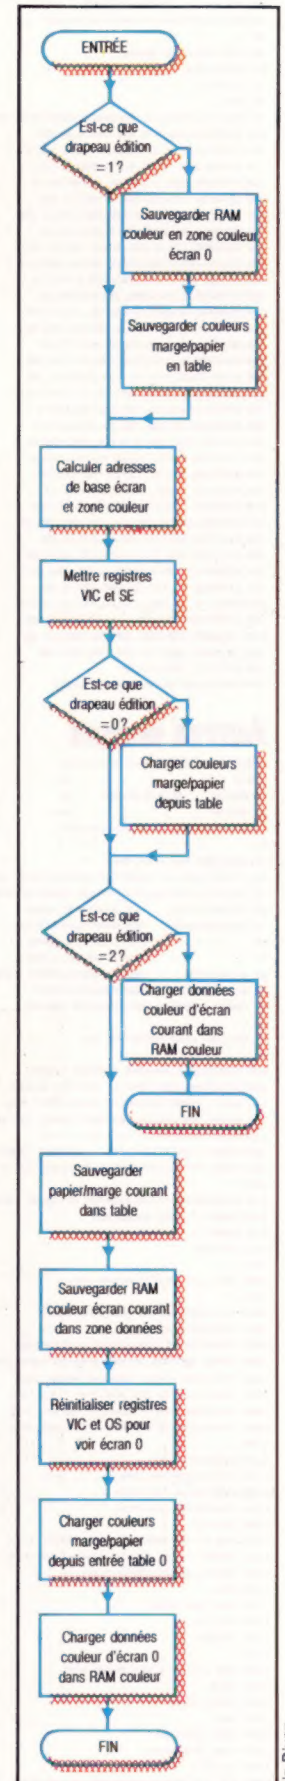 ENTRÉE
Est-ce que
drapeau édition
= 1?
Sauvegarder RAM
couleur en zone couleur
écran 0
Sauvegarder couleurs
marge/papier
en table
Calculer adresses
de base écran
et zone couleur
Mettre registres
VIC et SE
Est-ce que
drapeau édition
= 0?
Charger couleurs
marge/papier
depuis table
Est-ce que
drapeau édition
= 2?
Charger données
couleur d'écran
courant dans
RAM couleur
FIN
Sauvegarder
papier/marge courant
dans table
Sauvegarder RAM
couleur écran courant
dans zone données
Réinitialiser registres
VIC et OS pour
voir écran 0
Charger couleurs
marge/papier
depuis entrée table 0
Charger données
couleur d'écran 0
dans RAM couleur
FIN